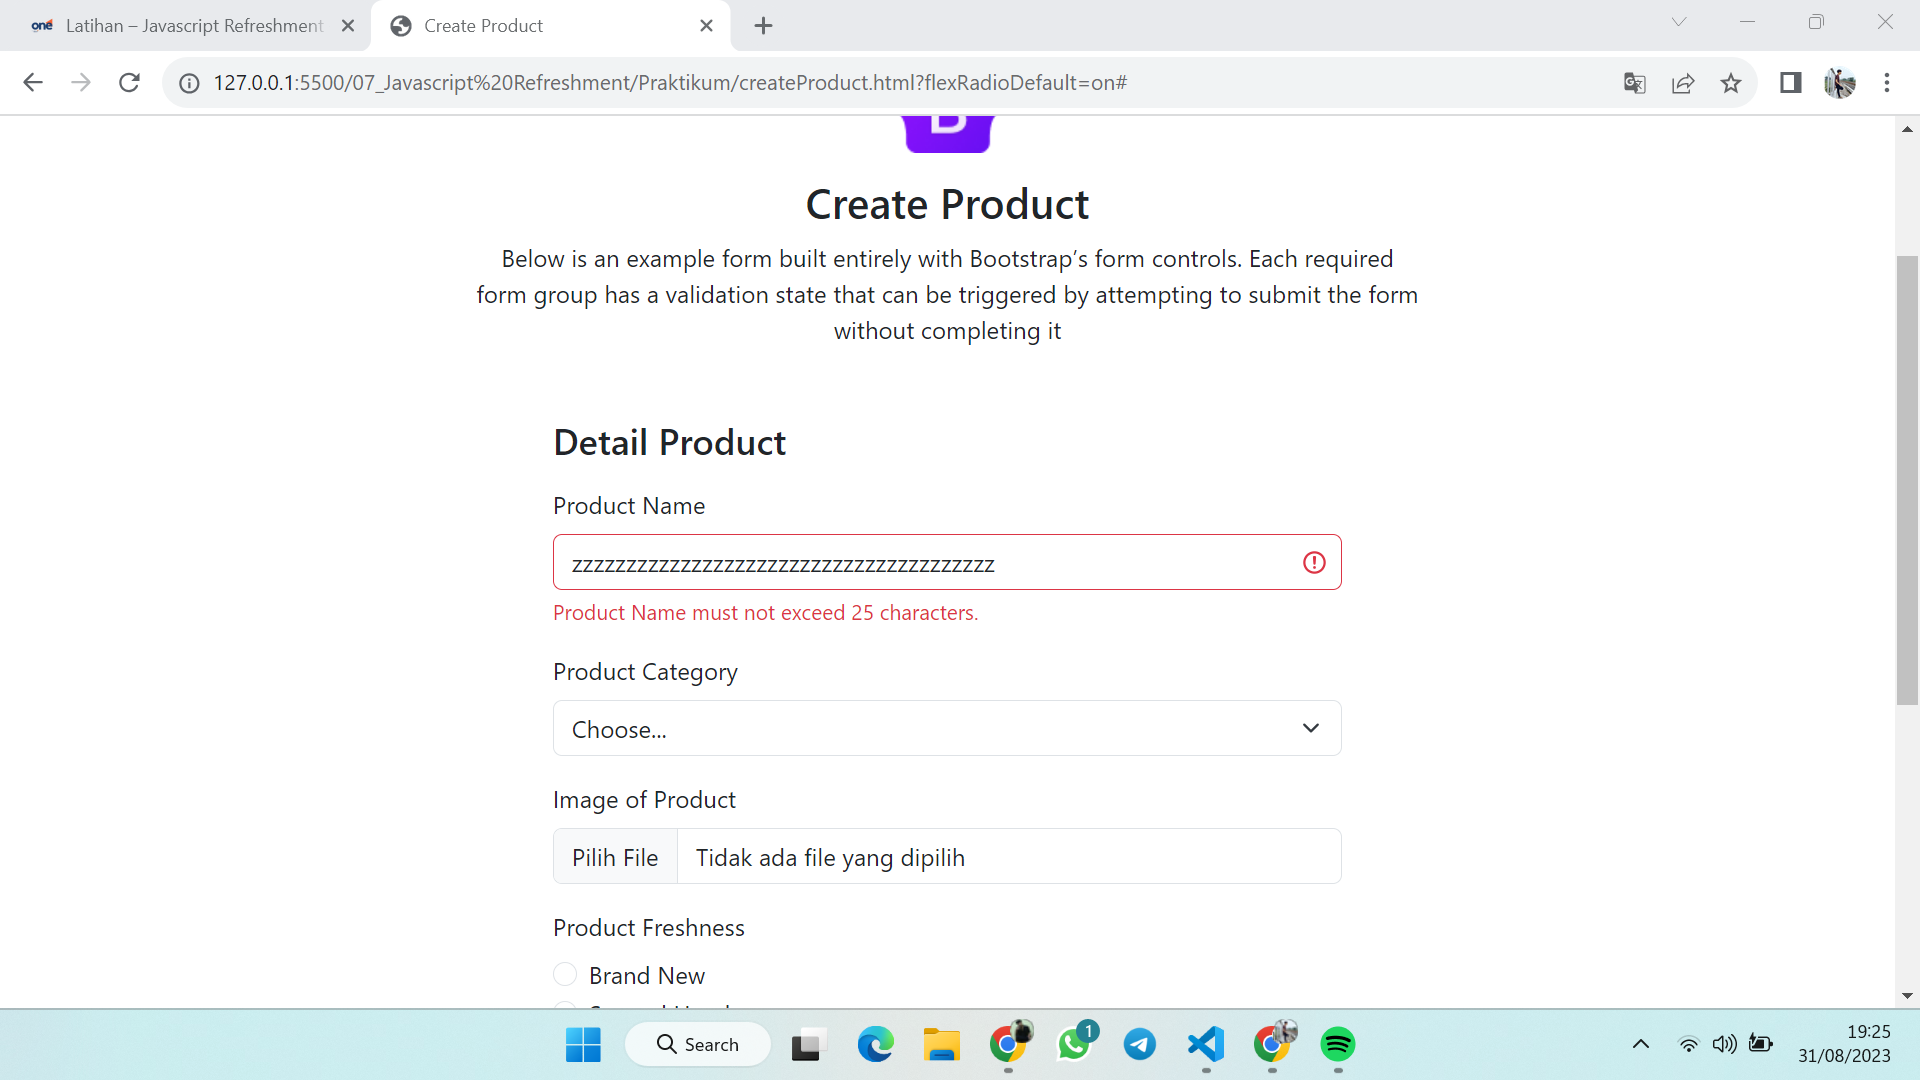 oné Latihan – Javascript Refreshment
Create Product
127.0.0.1:5500/07_Javascript%20Refreshment/Praktikum/createProduct.html?flexRadioDefault=on#
B
Create Product
Below is an example form built entirely with Bootstrap’s form controls. Each required
form group has a validation state that can be triggered by attempting to submit the form
without completing it
Detail Product
Product Name
zzzzzzzzzzzzzzzzzzzzzzzzzzzzzzzzzzzzzzz
Product Name must not exceed 25 characters.
Product Category
Choose...
Image of Product
Pilih File Tidak ada file yang dipilih
Product Freshness
Brand New
Search
1
19:25
31/08/2023